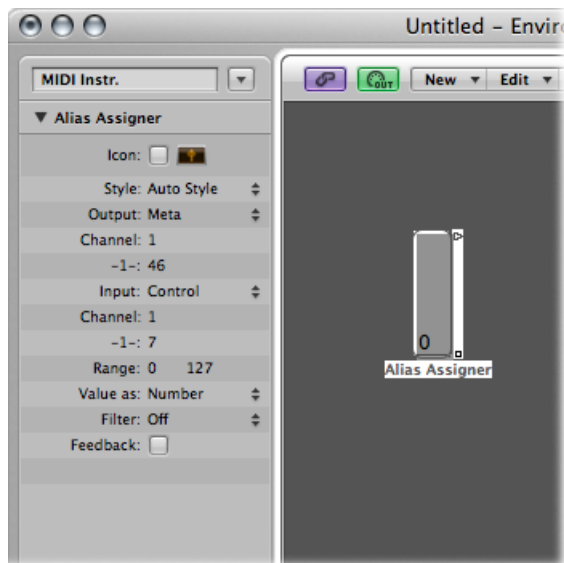 Untitled – Envir
MIDI Instr.
OUT
New
Edit
Alias Assigner
Icon:
Style: Auto Style
Output: Meta
Channel: 1
-1-: 46
Input: Control
Channel: 1
-1-: 7
Range: 0 127
Value as: Number
Filter: Off
Feedback:
0
Alias Assigner